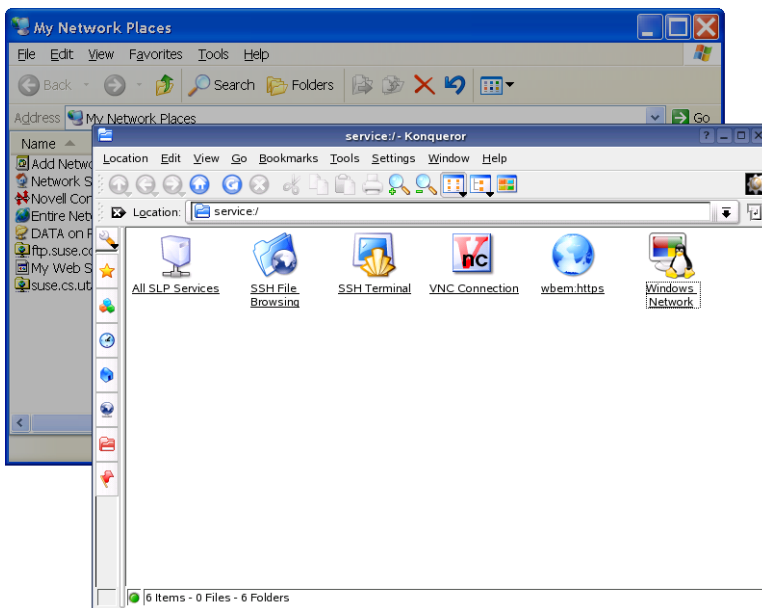 My Network Places
File Edit View Favorites Tools Help
Back Search Folders
Address My Network Places Go
Name
Add Netwo
Network S
Novell Cor
Entire Net
DATA on F
ftp.suse.co
My Web S
suse.cs.ut
service:/ - Konqueror
Location Edit View Go Bookmarks Tools Settings Window Help
Location: service:/
All SLP Services SSH File Browsing SSH Terminal VNC Connection wbem:https Windows Network
6 Items - 0 Files - 6 Folders